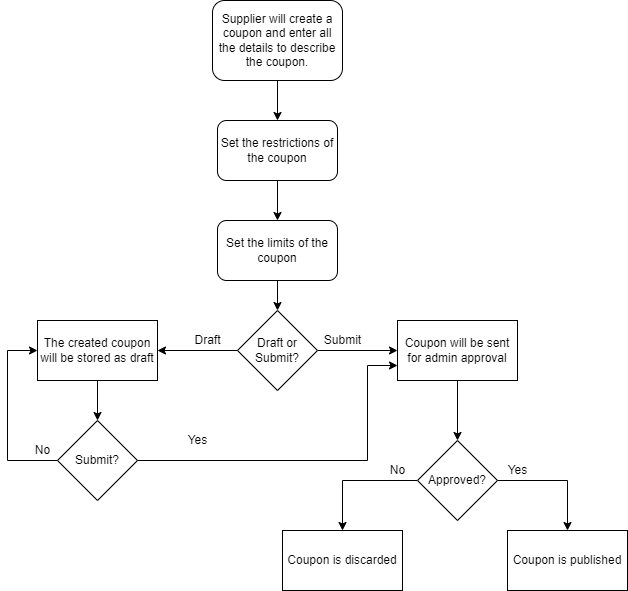 Supplier will create a
coupon and enter all
the details to describe
the coupon.
Set the restrictions of
the coupon
Set the limits of the
coupon
The created coupon
will be stored as draft
Draft
Draft or
Submit?
Submit
Coupon will be sent
for admin approval
No
Submit?
Yes
No
Approved?
Yes
Coupon is discarded
Coupon is published